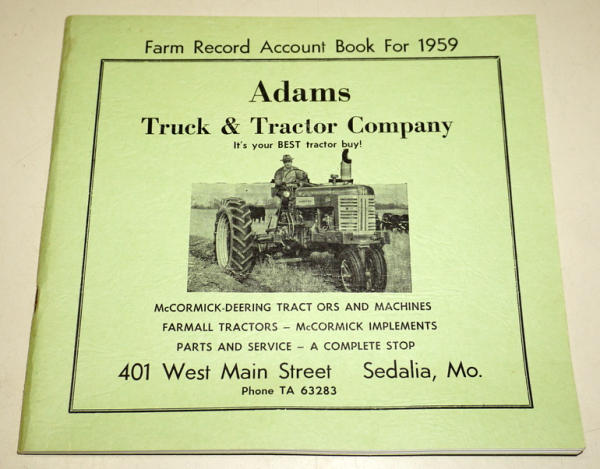 Farm Record Account Book For 1959
Adams
Truck & Tractor Company
It's your BEST tractor buy!
McCORMICK-DEERING TRACT ORS AND MACHINES
FARMALL TRACTORS – McCORMICK IMPLEMENTS
PARTS AND SERVICE – A COMPLETE STOP
401 West Main Street Sedalia, Mo.
Phone TA 63283